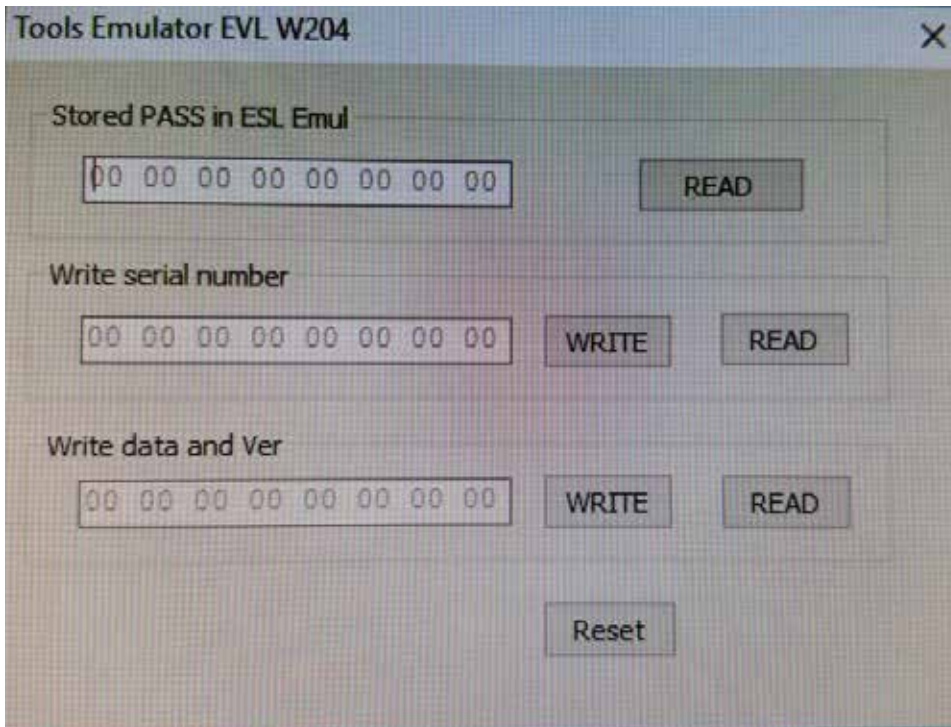 Tools Emulator EVL W204
Stored PASS in ESL Emul
00 00 00 00 00 00 00 00 READ
Write serial number
00 00 00 00 00 00 00 00 WRITE READ
Write data and Ver
00 00 00 00 00 00 00 00 WRITE READ
Reset